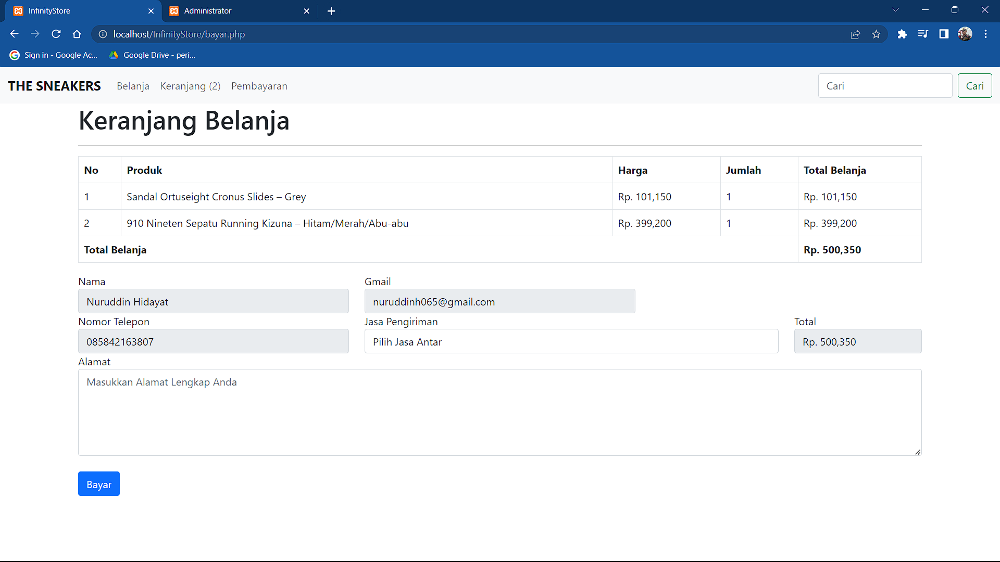 InfinityStore
Administrator
localhost/InfinityStore/bayar.php
Sign in - Google Ac...
Google Drive - peri...
THE SNEAKERS Belanja Keranjang (2) Pembayaran Cari Cari
Keranjang Belanja
No Produk Harga Jumlah Total Belanja
1 Sandal Ortuseight Cronus Slides – Grey Rp. 101,150 1 Rp. 101,150
2 910 Nineten Sepatu Running Kizuna – Hitam/Merah/Abu-abu Rp. 399,200 1 Rp. 399,200
Total Belanja Rp. 500,350
Nama Gmail
Nuruddin Hidayat nuruddinh065@gmail.com
Nomor Telepon Jasa Pengiriman Total
085842163807 Pilih Jasa Antar Rp. 500,350
Alamat
Masukkan Alamat Lengkap Anda
Bayar